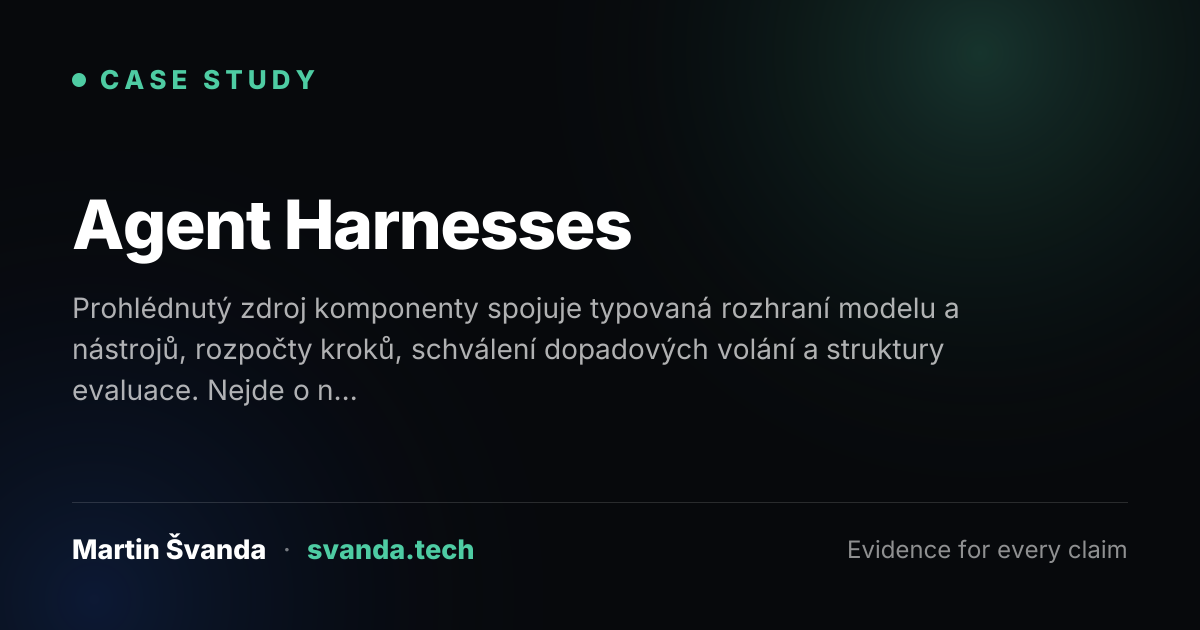 CASE STUDY
Agent Harnesses
Prohlédnutý zdroj komponenty spojuje typovaná rozhraní modelu a
nástrojů, rozpočty kroků, schválení dopadových volání a struktury
evaluace. Nejde o n...
Martin Švanda · svanda.tech
Evidence for every claim